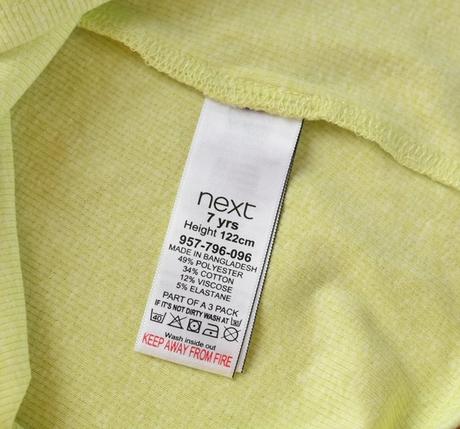 next
7 yrs
Height 122cm
957-796-096
MADE IN BANGLADESH
49% POLYESTER
34% COTTON
12% VISCOSE
5% ELASTANE
PART OF A 3 PACK
IF IT'S NOT DIRTY WASH AT 30
40
Wash inside out
KEEP AWAY FROM FIRE